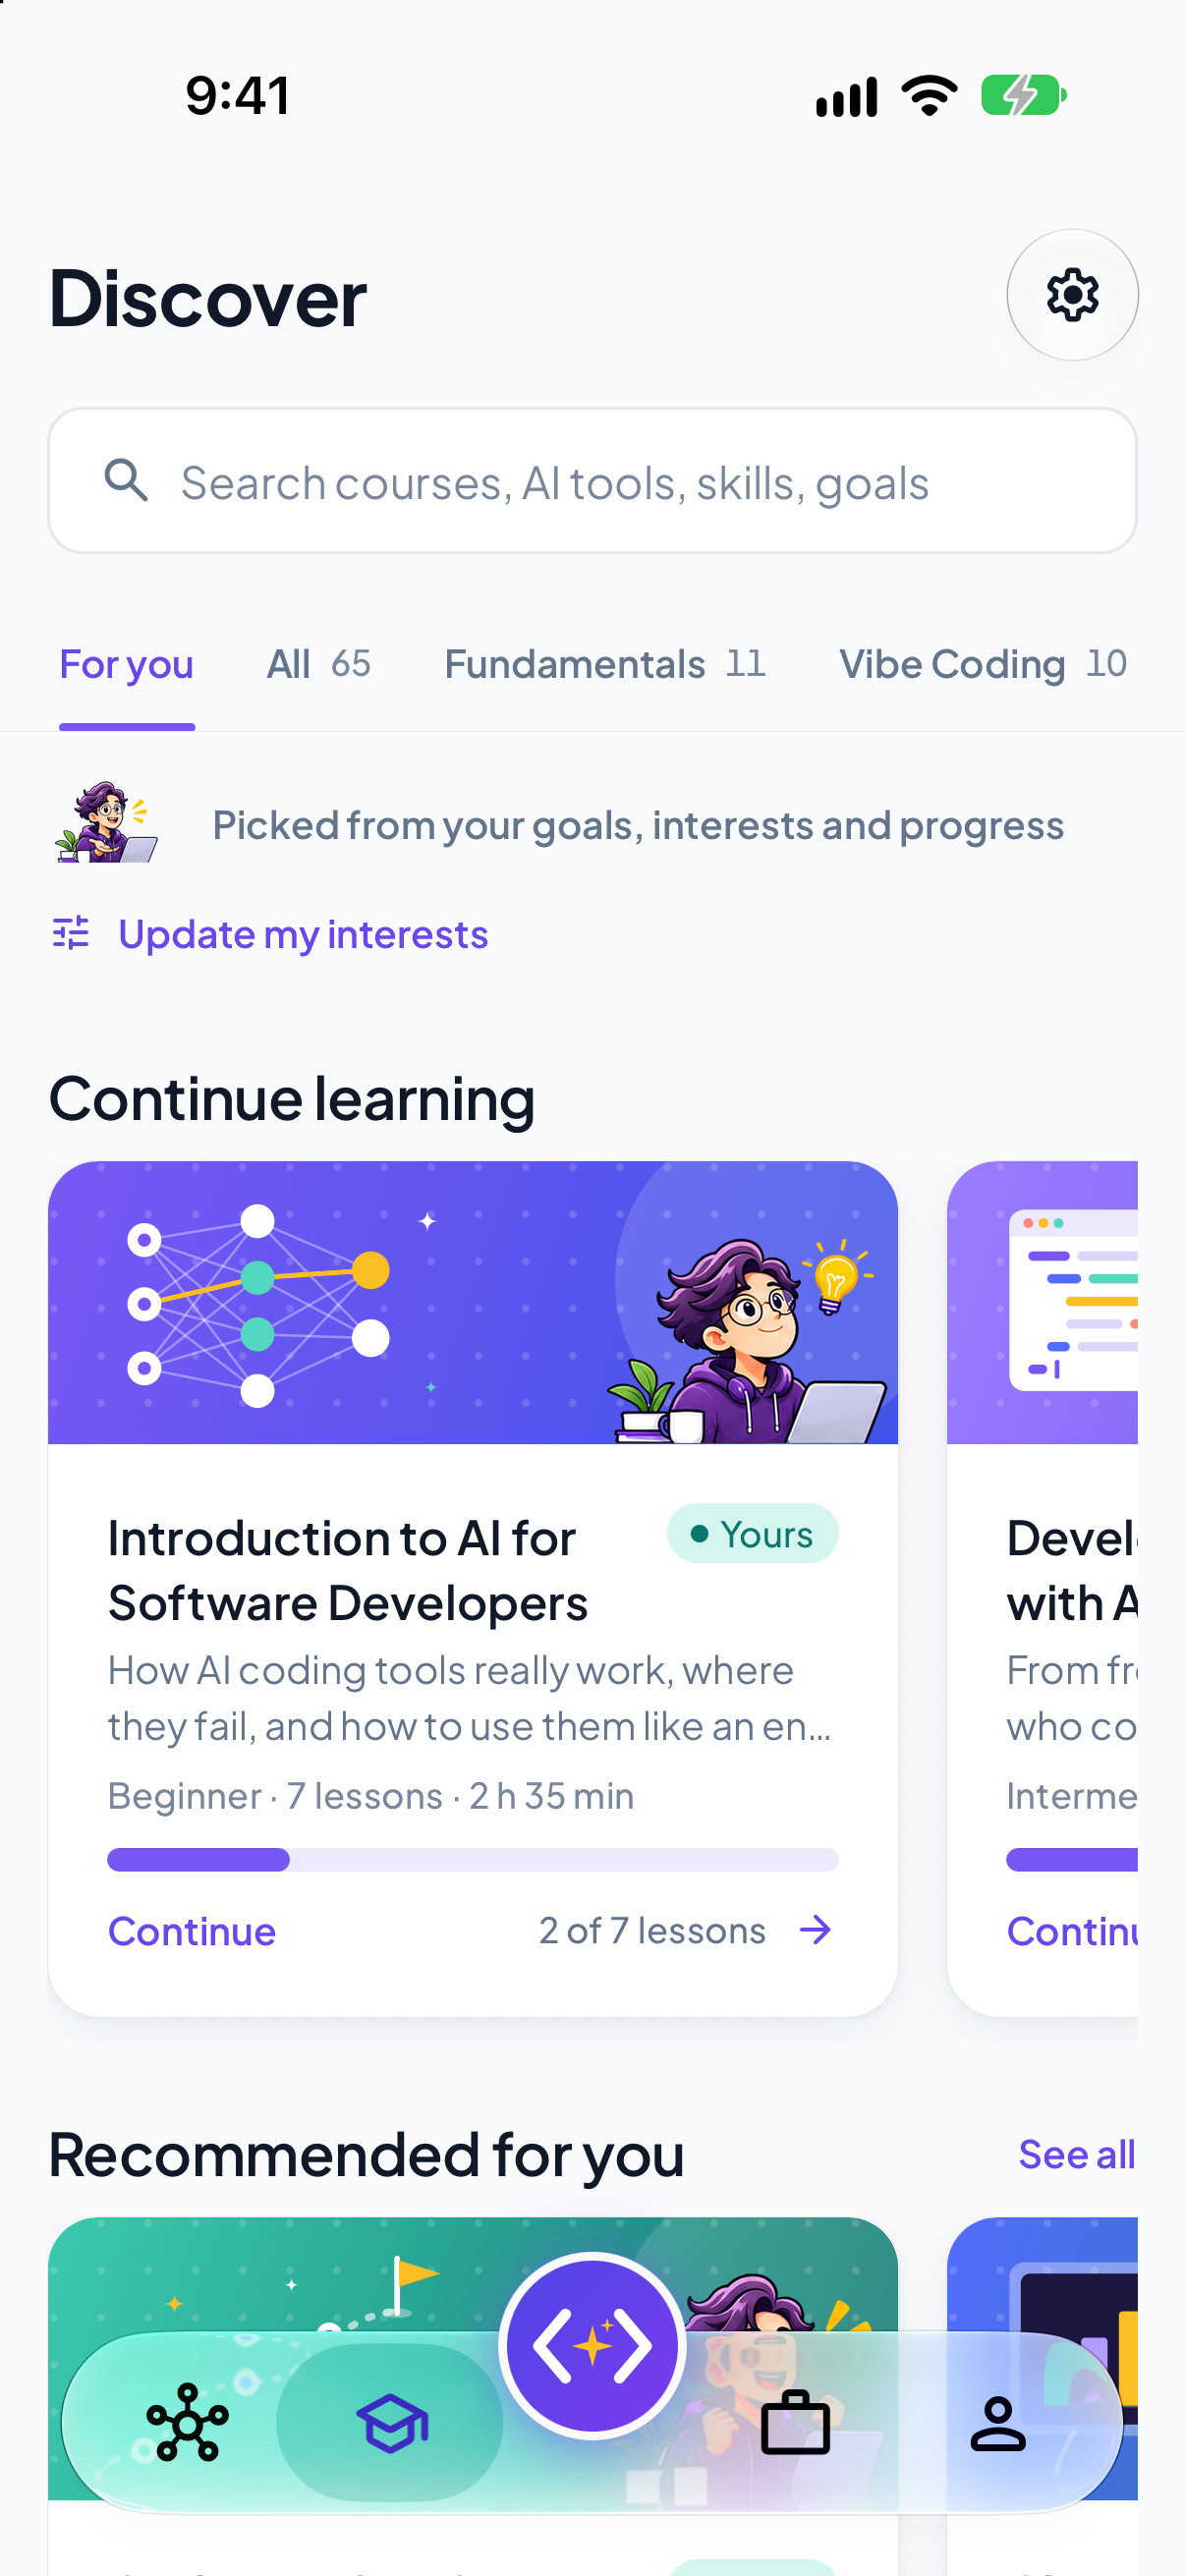 9:41
Discover
Search courses, AI tools, skills, goals
For you All 65 Fundamentals 11 Vibe Coding 10
Picked from your goals, interests and progress
Update my interests
Continue learning
Introduction to AI for
Software Developers
Yours
How AI coding tools really work, where
they fail, and how to use them like an en...
Beginner · 7 lessons · 2 h 35 min
Continue 2 of 7 lessons
with
From
who
Recommended for you See all